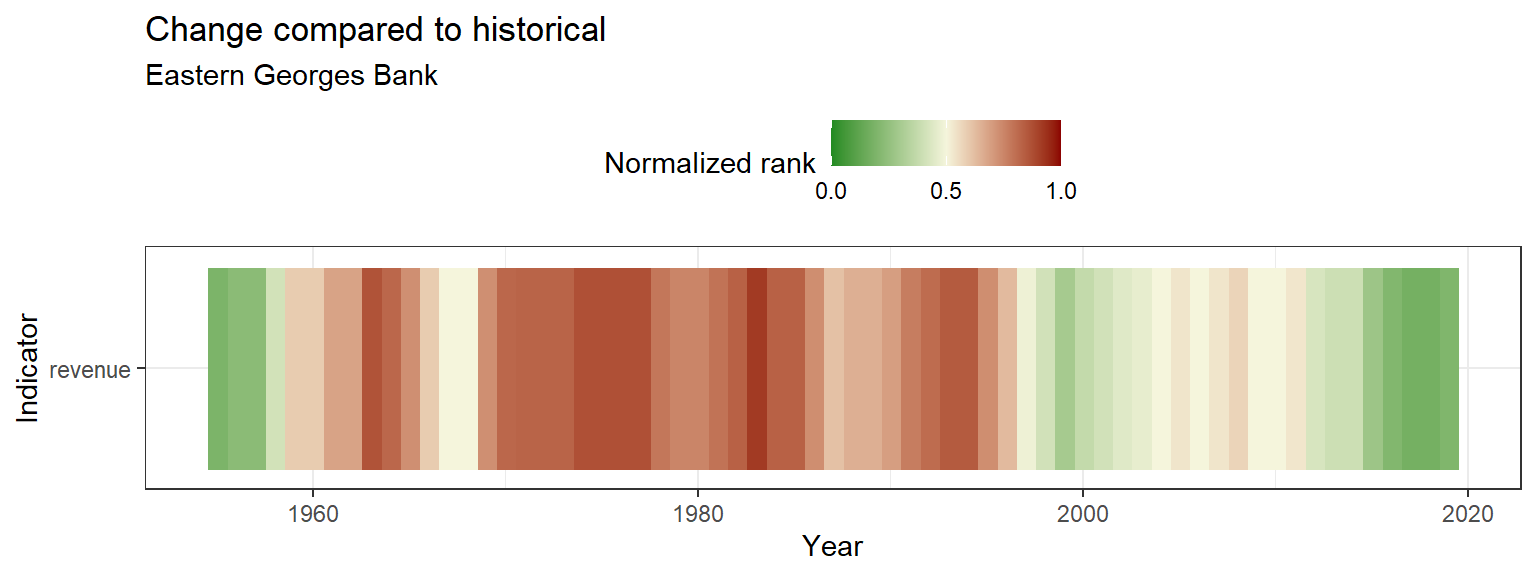 Change compared to historical
Eastern Georges Bank
Normalized rank
0.0 0.5 1.0
Indicator
revenue
1960 1980 2000 2020
Year